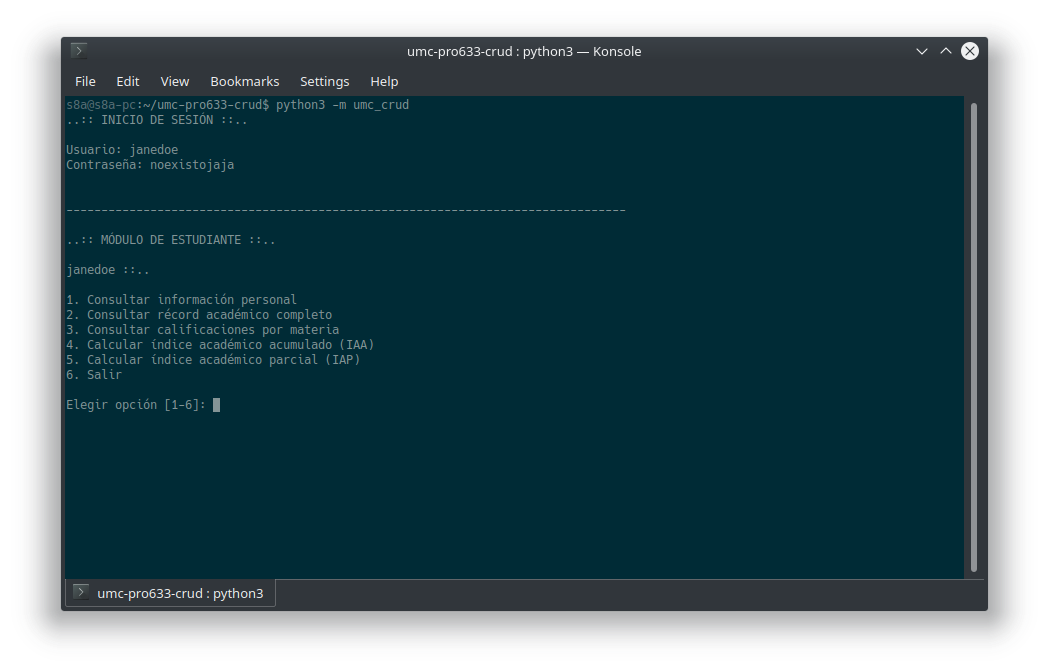 umc-pro633-crud : python3 — Konsole
File Edit View Bookmarks Settings Help
s8a@s8a-pc:~/umc-pro633-crud$ python3 -m umc_crud
..:: INICIO DE SESIÓN ::..
Usuario: janedoe
Contraseña: noexistojaja
--------------------------------------------------------------------------------
..:: MÓDULO DE ESTUDIANTE ::..
janedoe ::..
1. Consultar información personal
2. Consultar récord académico completo
3. Consultar calificaciones por materia
4. Calcular índice académico acumulado (IAA)
5. Calcular índice académico parcial (IAP)
6. Salir
Elegir opción [1-6]:
umc-pro633-crud : python3